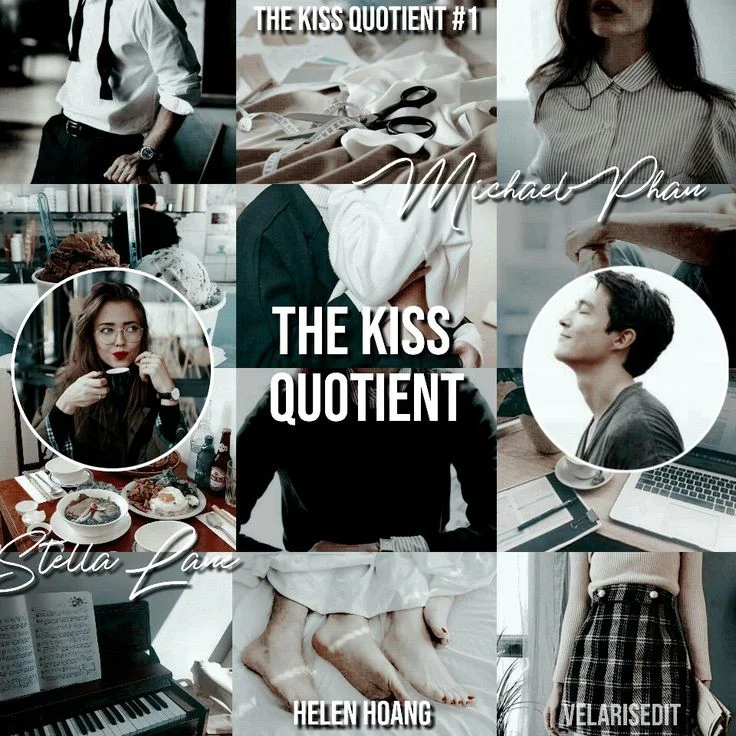 THE KISS QUOTIENT #1
Michael Phan
THE KISS
QUOTIENT
Stella Lane
HELEN HOANG
VELARISEDIT